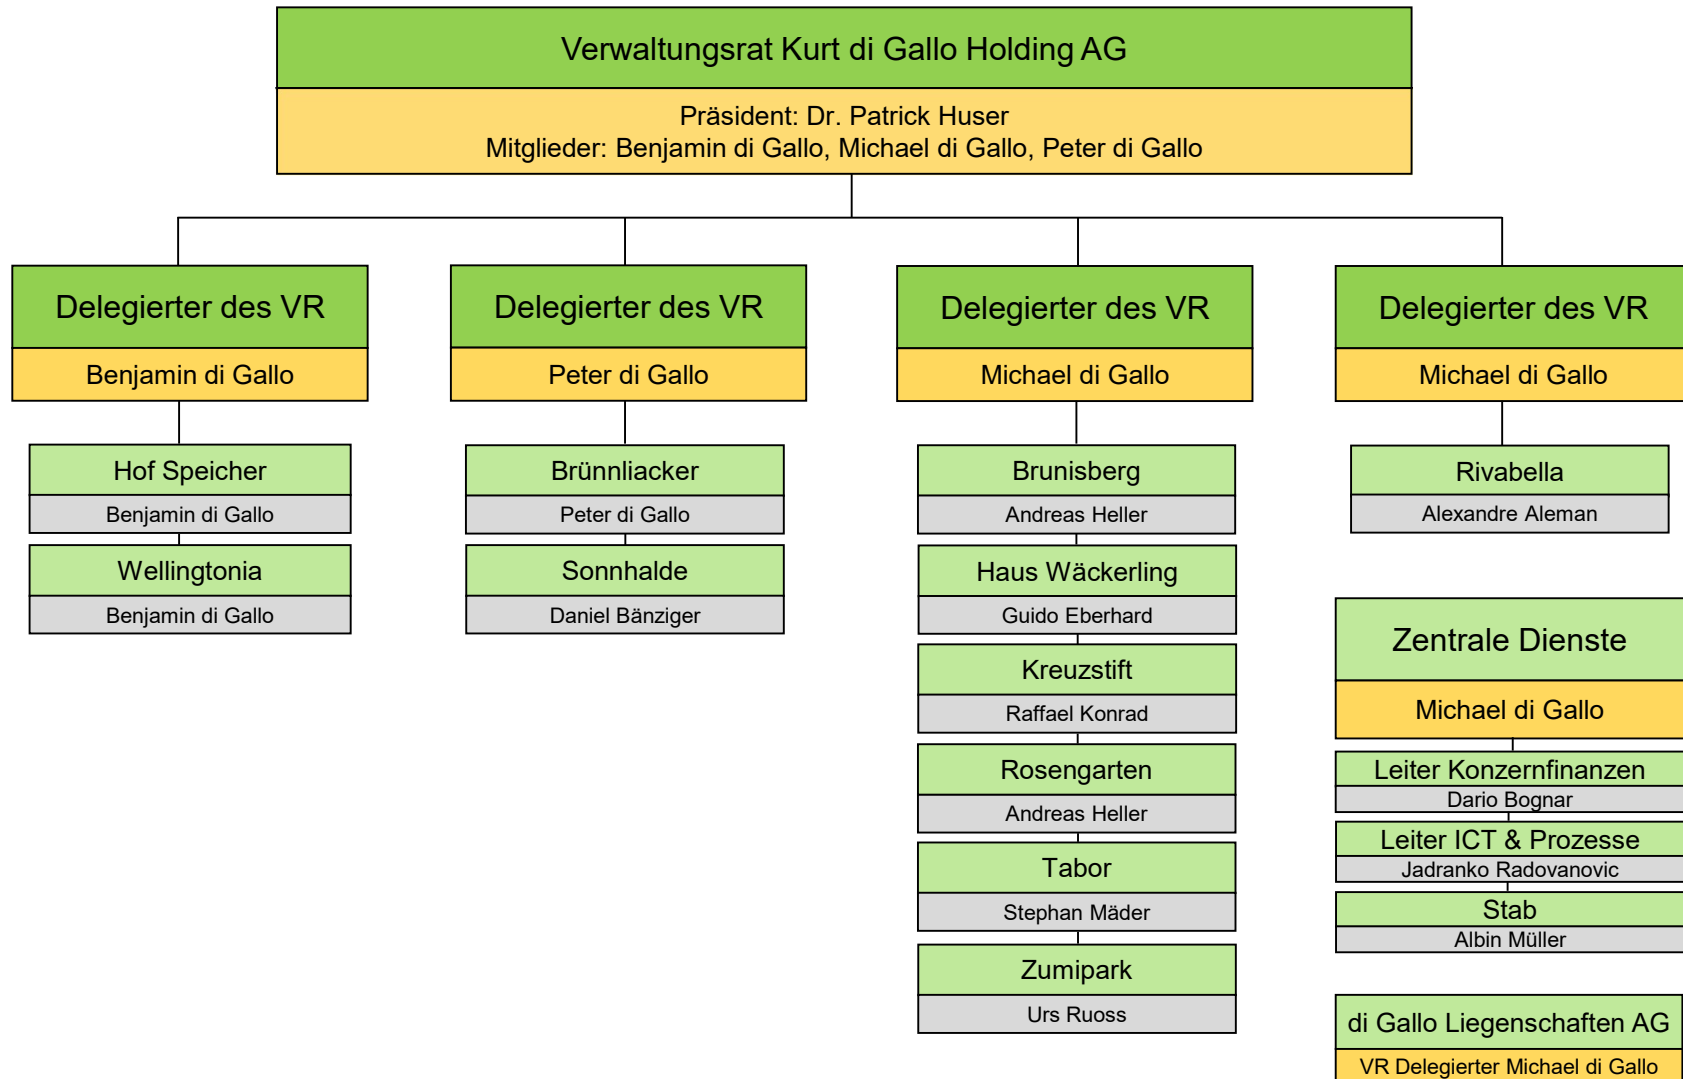 Verwaltungsrat Kurt di Gallo Holding AG
Präsident: Dr. Patrick Huser
Mitglieder: Benjamin di Gallo, Michael di Gallo, Peter di Gallo
Delegierter des VR
Benjamin di Gallo
Hof Speicher
Benjamin di Gallo
Wellingtonia
Benjamin di Gallo
Delegierter des VR
Peter di Gallo
Brünnliacker
Peter di Gallo
Sonnhalde
Daniel Bänziger
Delegierter des VR
Michael di Gallo
Brunisberg
Andreas Heller
Haus Wäckerling
Guido Eberhard
Kreuzstift
Raffael Konrad
Rosengarten
Andreas Heller
Tabor
Stephan Mäder
Zumipark
Urs Ruoss
Delegierter des VR
Michael di Gallo
Rivabella
Alexandre Aleman
Zentrale Dienste
Michael di Gallo
Leiter Konzernfinanzen
Dario Bognar
Leiter ICT & Prozesse
Jadranko Radovanovic
Stab
Albin Müller
di Gallo Liegenschaften AG
VR Delegierter Michael di Gallo